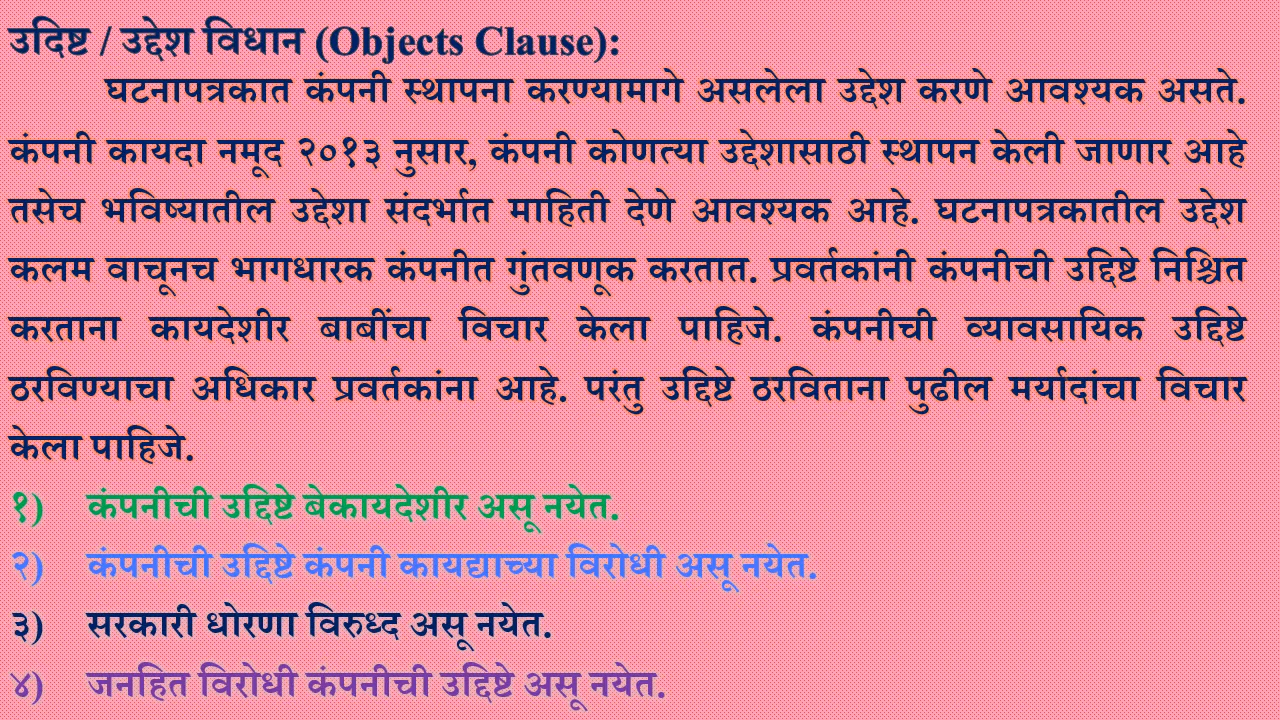 उदिष्ट / उद्देश विधान (Objects Clause):
घटनापत्रकात कंपनी स्थापना करण्यामागे असलेला उद्देश करणे आवश्यक असते.
कंपनी कायदा नमूद २०१३ नुसार, कंपनी कोणत्या उद्देशासाठी स्थापन केली जाणार आहे
तसेच भविष्यातील उद्देशा संदर्भात माहिती देणे आवश्यक आहे. घटनापत्रकातील उद्देश
कलम वाचूनच भागधारक कंपनीत गुंतवणूक करतात. प्रवर्तकांनी कंपनीची उद्दिष्टे निश्चित
करताना कायदेशीर बाबींचा विचार केला पाहिजे. कंपनीची व्यावसायिक उद्दिष्टे
ठरविण्याचा अधिकार प्रवर्तकांना आहे. परंतु उद्दिष्टे ठरविताना पुढील मर्यादांचा विचार
केला पाहिजे.
१) कंपनीची उद्दिष्टे बेकायदेशीर असू नयेत.
२) कंपनीची उद्दिष्टे कंपनी कायद्याच्या विरोधी असू नयेत.
३) सरकारी धोरणा विरुध्द असू नयेत.
४) जनहित विरोधी कंपनीची उद्दिष्टे असू नयेत.